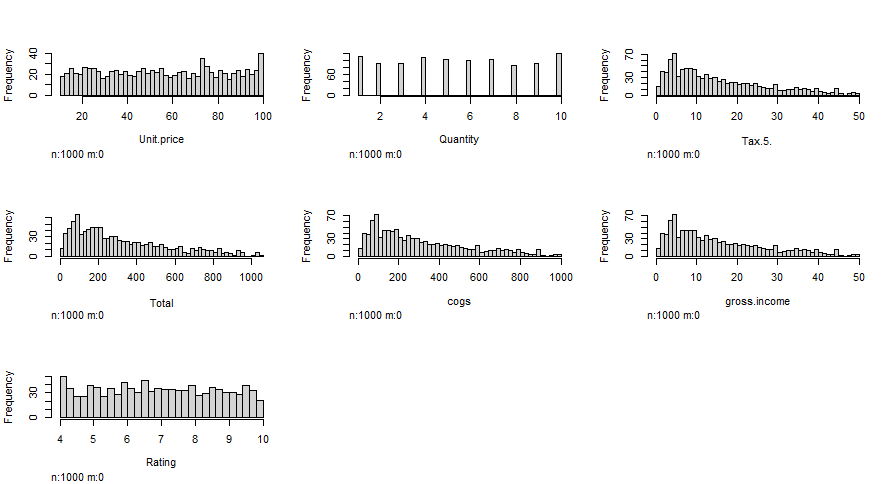 Frequency
0 20 40
20 40 60 80 100
Unit.price
n:1000 m:0
Frequency
0 60
2 4 6 8 10
Quantity
n:1000 m:0
Frequency
0 30 70
0 10 20 30 40 50
Tax.5.
n:1000 m:0
Frequency
0 30
0 200 400 600 800 1000
Total
n:1000 m:0
Frequency
0 30 70
0 200 400 600 800 1000
cogs
n:1000 m:0
Frequency
0 30 70
0 10 20 30 40 50
gross.income
n:1000 m:0
Frequency
0 30
4 5 6 7 8 9 10
Rating
n:1000 m:0